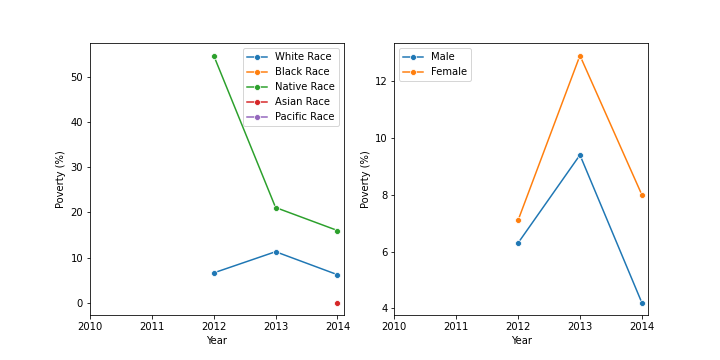 White Race
Black Race
Native Race
Asian Race
Pacific Race
50
40
30
20
10
0
Poverty (%)
2010 2011 2012 2013 2014
Year
Male
Female
12
10
8
6
4
Poverty (%)
2010 2011 2012 2013 2014
Year